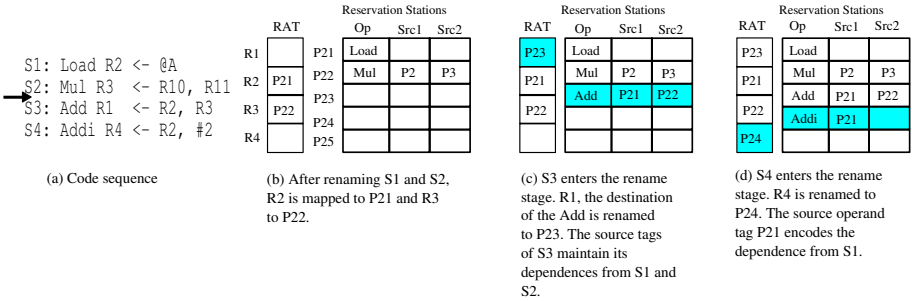 S1: Load R2 <- @A
S2: Mul R3 <- R10, R11
S3: Add R1 <- R2, R3
S4: Addi R4 <- R2, #2
(a) Code sequence
Reservation Stations
RAT Op Src1 Src2
R1 P21 Load
R2 P21 P22 Mul P2 P3
R3 P22 P23
P24
R4 P25
(b) After renaming S1 and S2,
R2 is mapped to P21 and R3
to P22.
Reservation Stations
RAT Op Src1 Src2
P23 Load
P21 Mul P2 P3
Add P21 P22
P22
(c) S3 enters the rename
stage. R1, the destination
of the Add is renamed
to P23. The source tags
of S3 maintain its
dependences from S1 and
S2.
Reservation Stations
RAT Op Src1 Src2
P23 Load
P21 Mul P2 P3
P22 Add P21 P22
P24 Addi P21
(d) S4 enters the rename
stage. R4 is renamed to
P24. The source operand
tag P21 encodes the
dependence from S1.